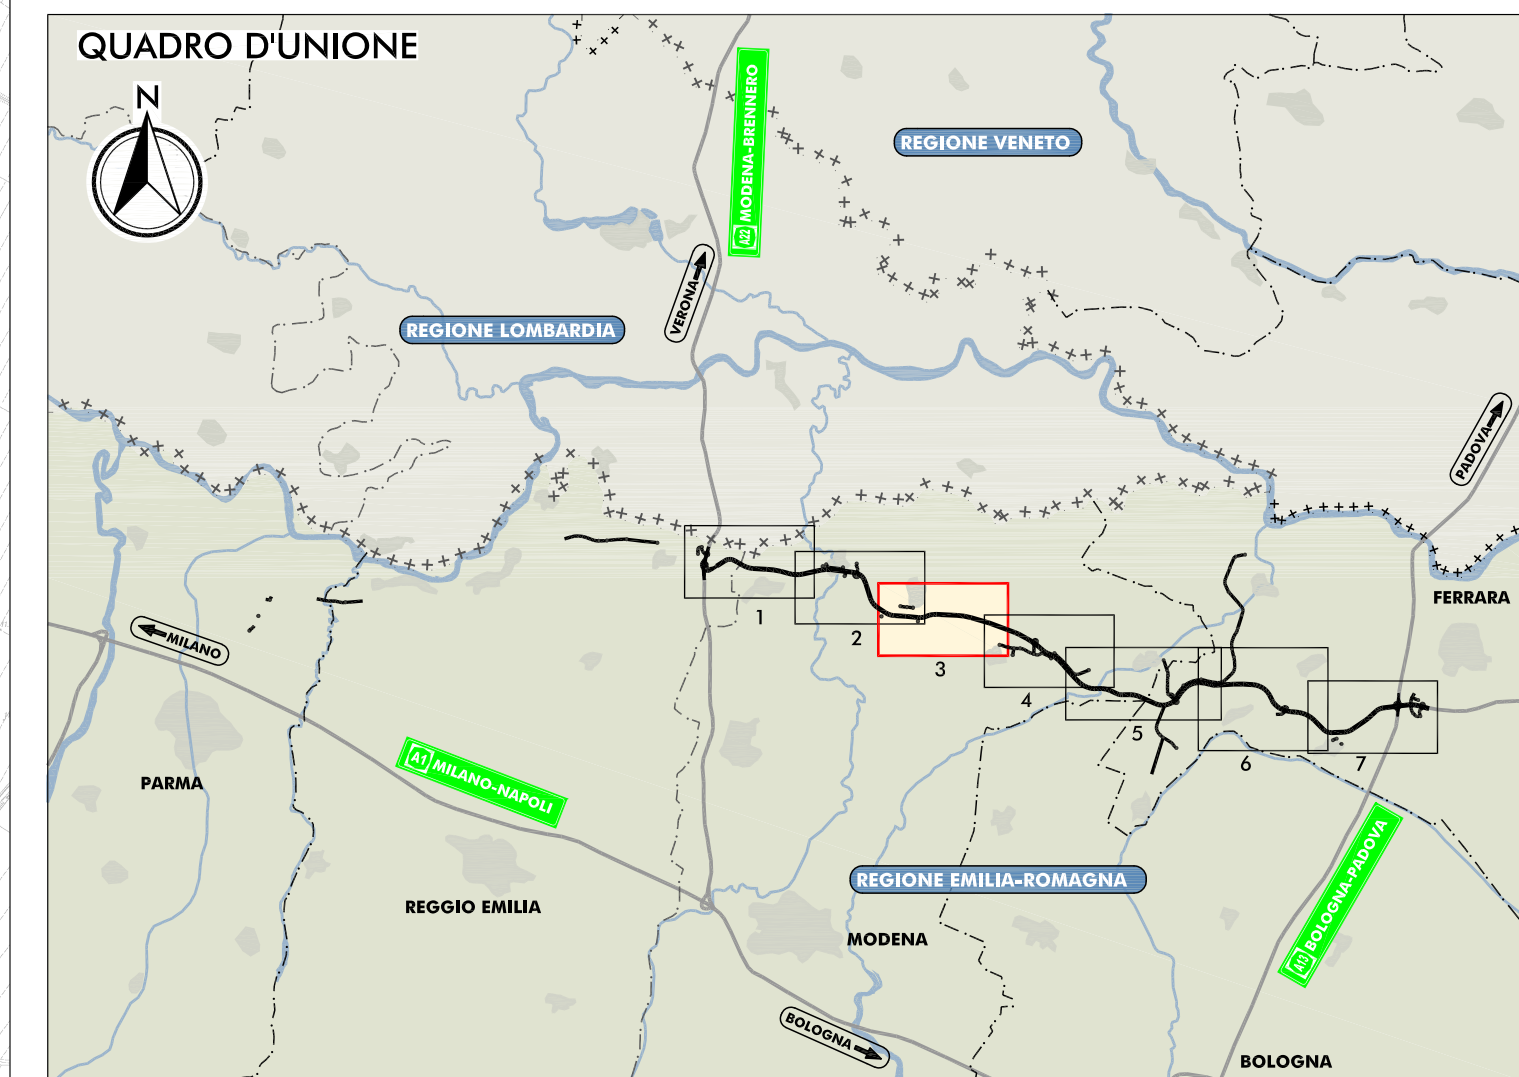 QUADRO D'UNIONE
N
A22 MODENA-BRENNERO
REGIONE VENETO
VERONA
REGIONE LOMBARDIA
PADOVA
FERRARA
MILANO
1
2
3
4
5
6
7
PARMA
A1 MILANO-NAPOLI
REGIONE EMILIA-ROMAGNA
A13 BOLOGNA-PADOVA
REGGIO EMILIA
MODENA
BOLOGNA
BOLOGNA